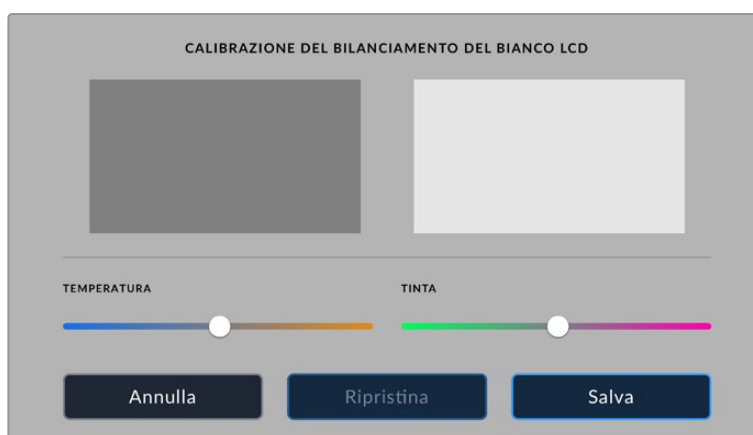 CALIBRAZIONE DEL BILANCIAMENTO DEL BIANCO LCD
TEMPERATURA TINTA
Annulla Ripristina Salva